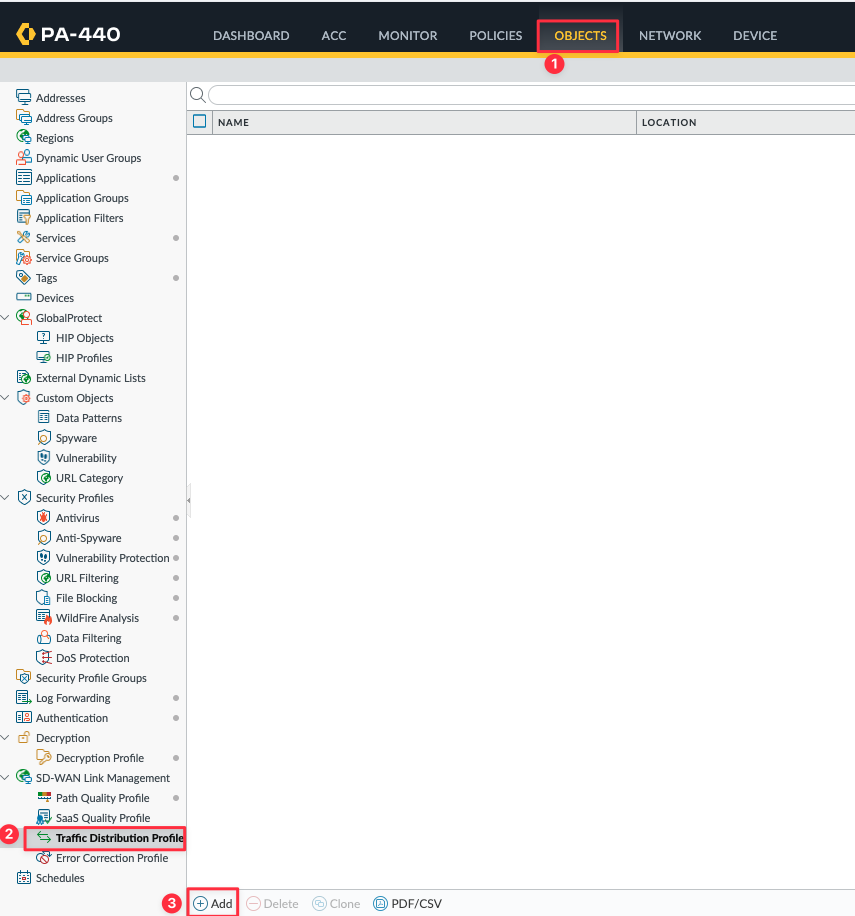 PA-440 DASHBOARD ACC MONITOR POLICIES OBJECTS NETWORK DEVICE
1
Addresses
Address Groups
Regions
Dynamic User Groups
Applications
Application Groups
Application Filters
Services
Service Groups
Tags
Devices
GlobalProtect
HIP Objects
HIP Profiles
External Dynamic Lists
Custom Objects
Data Patterns
Spyware
Vulnerability
URL Category
Security Profiles
Antivirus
Anti-Spyware
Vulnerability Protection
URL Filtering
File Blocking
WildFire Analysis
Data Filtering
DoS Protection
Security Profile Groups
Log Forwarding
Authentication
Decryption
Decryption Profile
SD-WAN Link Management
Path Quality Profile
SaaS Quality Profile
2 Traffic Distribution Profile
Error Correction Profile
Schedules
NAME LOCATION
3 Add Delete Clone PDF/CSV